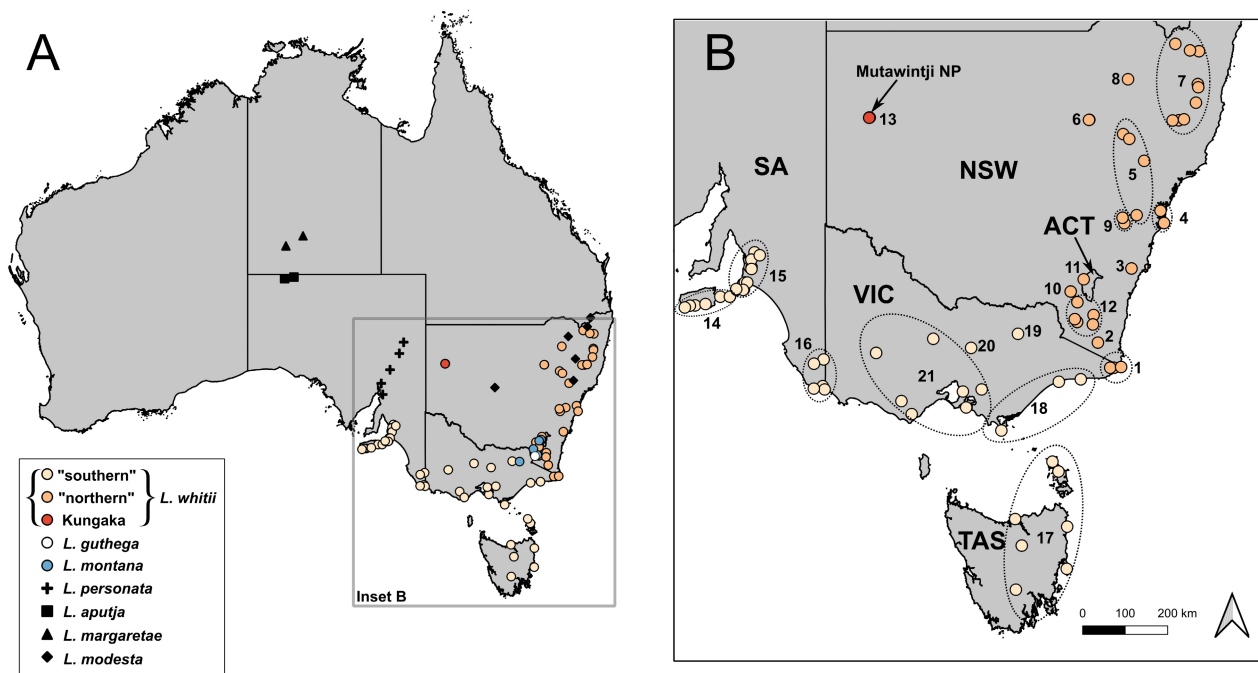 A
Inset B
"southern"
"northern"
L. whitii
Kungaka
L. guthega
L. montana
L. personata
L. aputja
L. margaretae
L. modesta
B
Mutawintji NP
13
8
7
6
SA
NSW
5
9
4
ACT
3
11
10
15
14
VIC
12
2
19
20
16
1
21
18
TAS
17
0 100 200 km